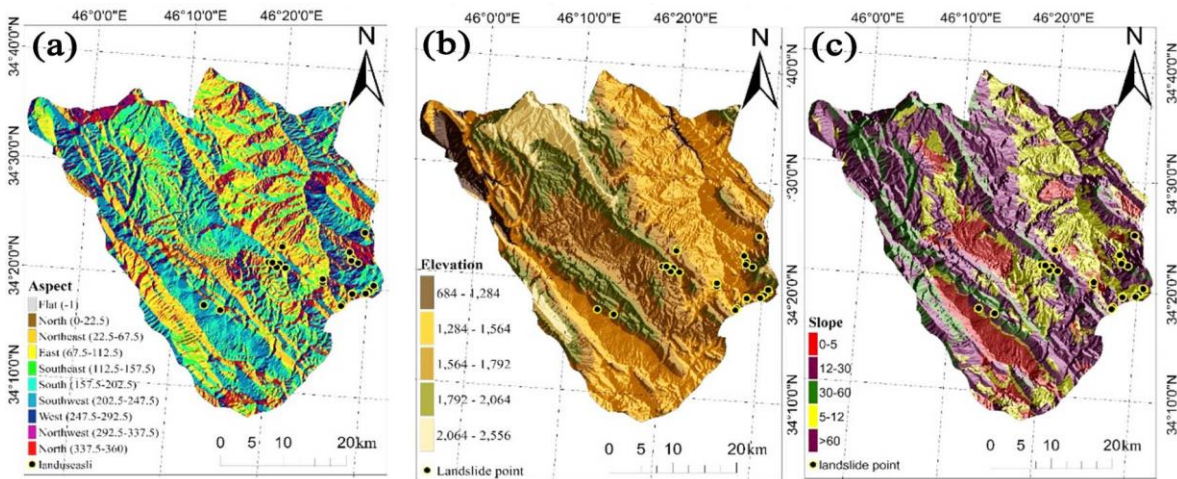 46°0'0"E 46°10'0"E 46°20'0"E
(a)
N
34°40'0"N
34°30'0"N
34°20'0"N
34°10'0"N
Aspect
Flat (-1)
North (0-22.5)
Northeast (22.5-67.5)
East (67.5-112.5)
Southeast (112.5-157.5)
South (157.5-202.5)
Southwest (202.5-247.5)
West (247.5-292.5)
Northwest (292.5-337.5)
North (337.5-360)
0 5 10 20km
46°0'0"E 46°10'0"E 46°20'0"E
(b)
N
34°20'0"N
34°10'0"N
Elevation
684 - 1,284
1,284 - 1,564
1,564 - 1,792
1,792 - 2,064
2,064 - 2,556
Landslide point
0 5 10 20km
46°0'0"E 46°10'0"E 46°20'0"E
(c)
N
34°40'0"N
34°30'0"N
34°20'0"N
34°10'0"N
Slope
0-5
12-30
30-60
5-12
>60
landslide point
0 5 10 20km